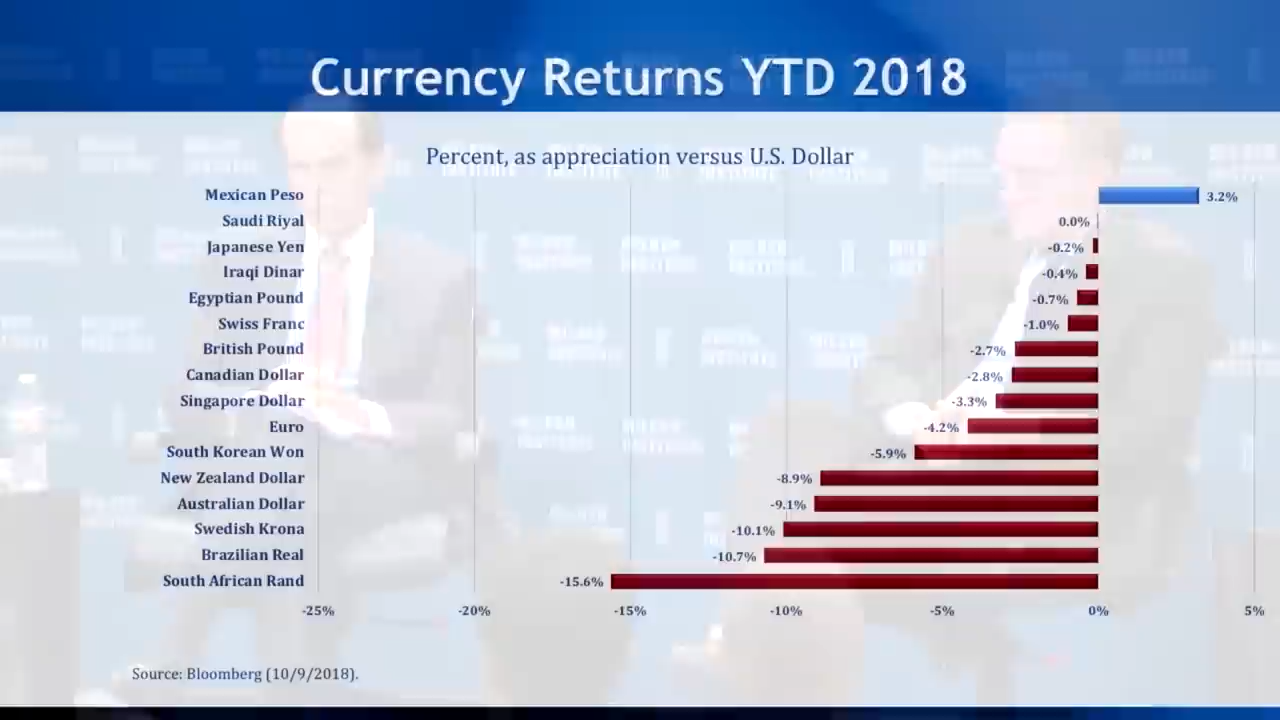 Currency Returns YTD 2018
Percent, as appreciation versus U.S. Dollar
Mexican Peso 3.2%
Saudi Riyal 0.0%
Japanese Yen -0.2%
Iraqi Dinar -0.4%
Egyptian Pound -0.7%
Swiss Franc -1.0%
British Pound -2.7%
Canadian Dollar -2.8%
Singapore Dollar -3.3%
Euro -4.2%
South Korean Won -5.9%
New Zealand Dollar -8.9%
Australian Dollar -9.1%
Swedish Krona -10.1%
Brazilian Real -10.7%
South African Rand -15.6%
-25% -20% -15% -10% -5% 0% 5%
Source: Bloomberg (10/9/2018).